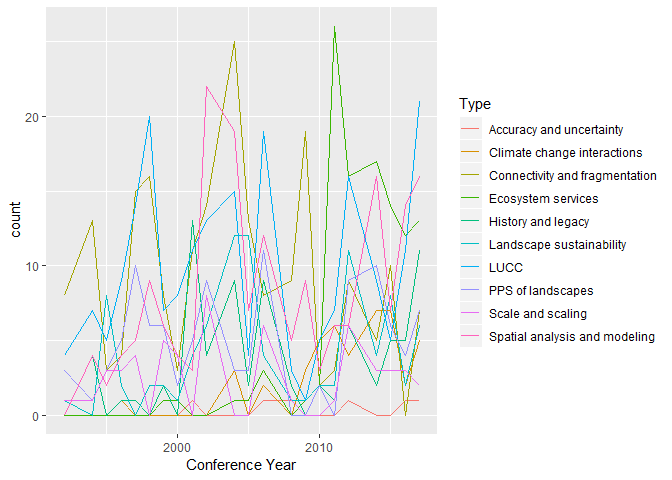 20
10
0
count
2000
2010
Conference Year
Type
Accuracy and uncertainty
Climate change interactions
Connectivity and fragmentation
Ecosystem services
History and legacy
Landscape sustainability
LUCC
PPS of landscapes
Scale and scaling
Spatial analysis and modeling